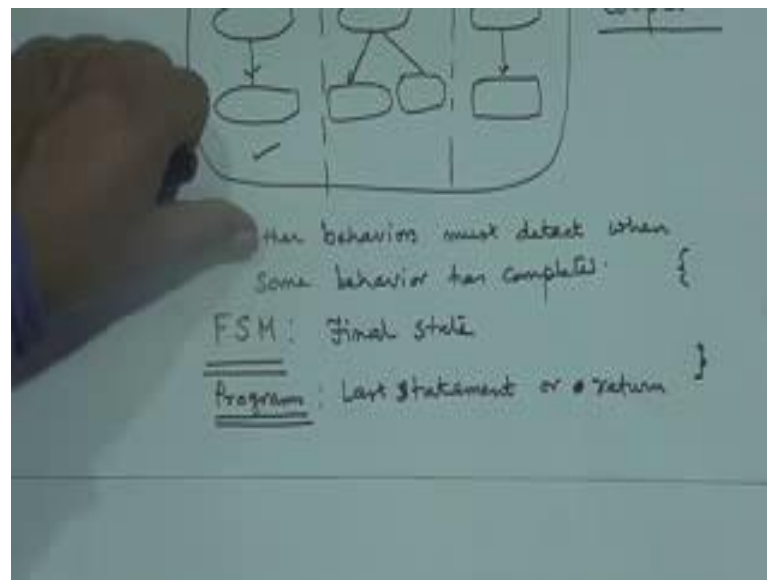 ther behaviors must detect when
Some behavior has completed. {
FSM: Final State
Program: Last Statement or return }